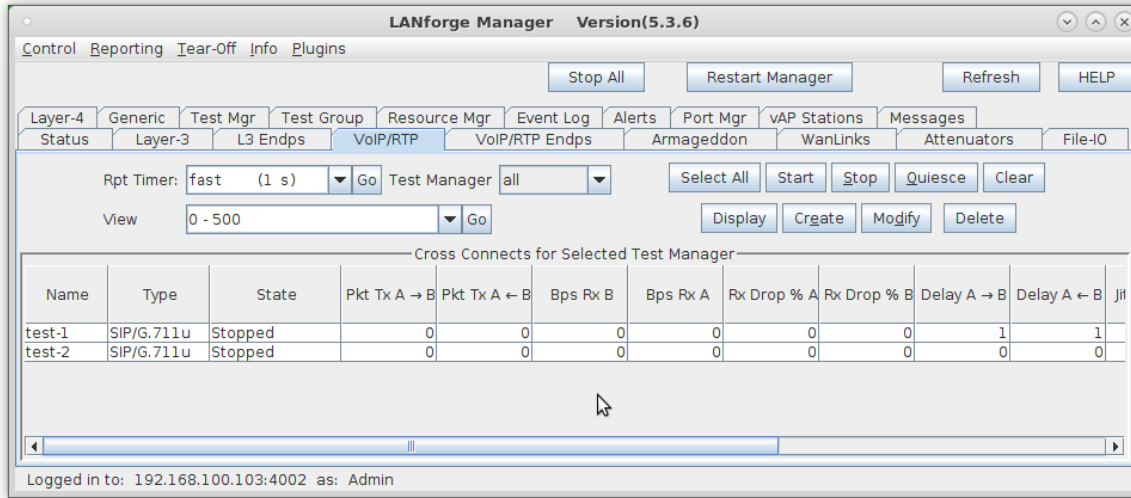 LANforge Manager Version(5.3.6)
Control Reporting Tear-Off Info Plugins
Stop All Restart Manager Refresh HELP
Layer-4 Generic Test Mgr Test Group Resource Mgr Event Log Alerts Port Mgr vAP Stations Messages
Status Layer-3 L3 Endps VoIP/RTP VoIP/RTP Endps Armageddon WanLinks Attenuators File-IO
Rpt Timer: fast (1 s) Go Test Manager all Select All Start Stop Quiesce Clear
View 0 - 500 Go Display Create Modify Delete
Cross Connects for Selected Test Manager
Name Type State Pkt Tx A → B Pkt Tx A ← B Bps Rx B Bps Rx A Rx Drop % A Rx Drop % B Delay A → B Delay A ← B Jit
test-1 SIP/G.711u Stopped 0 0 0 0 0 0 1 1
test-2 SIP/G.711u Stopped 0 0 0 0 0 0 0 0
Logged in to: 192.168.100.103:4002 as: Admin